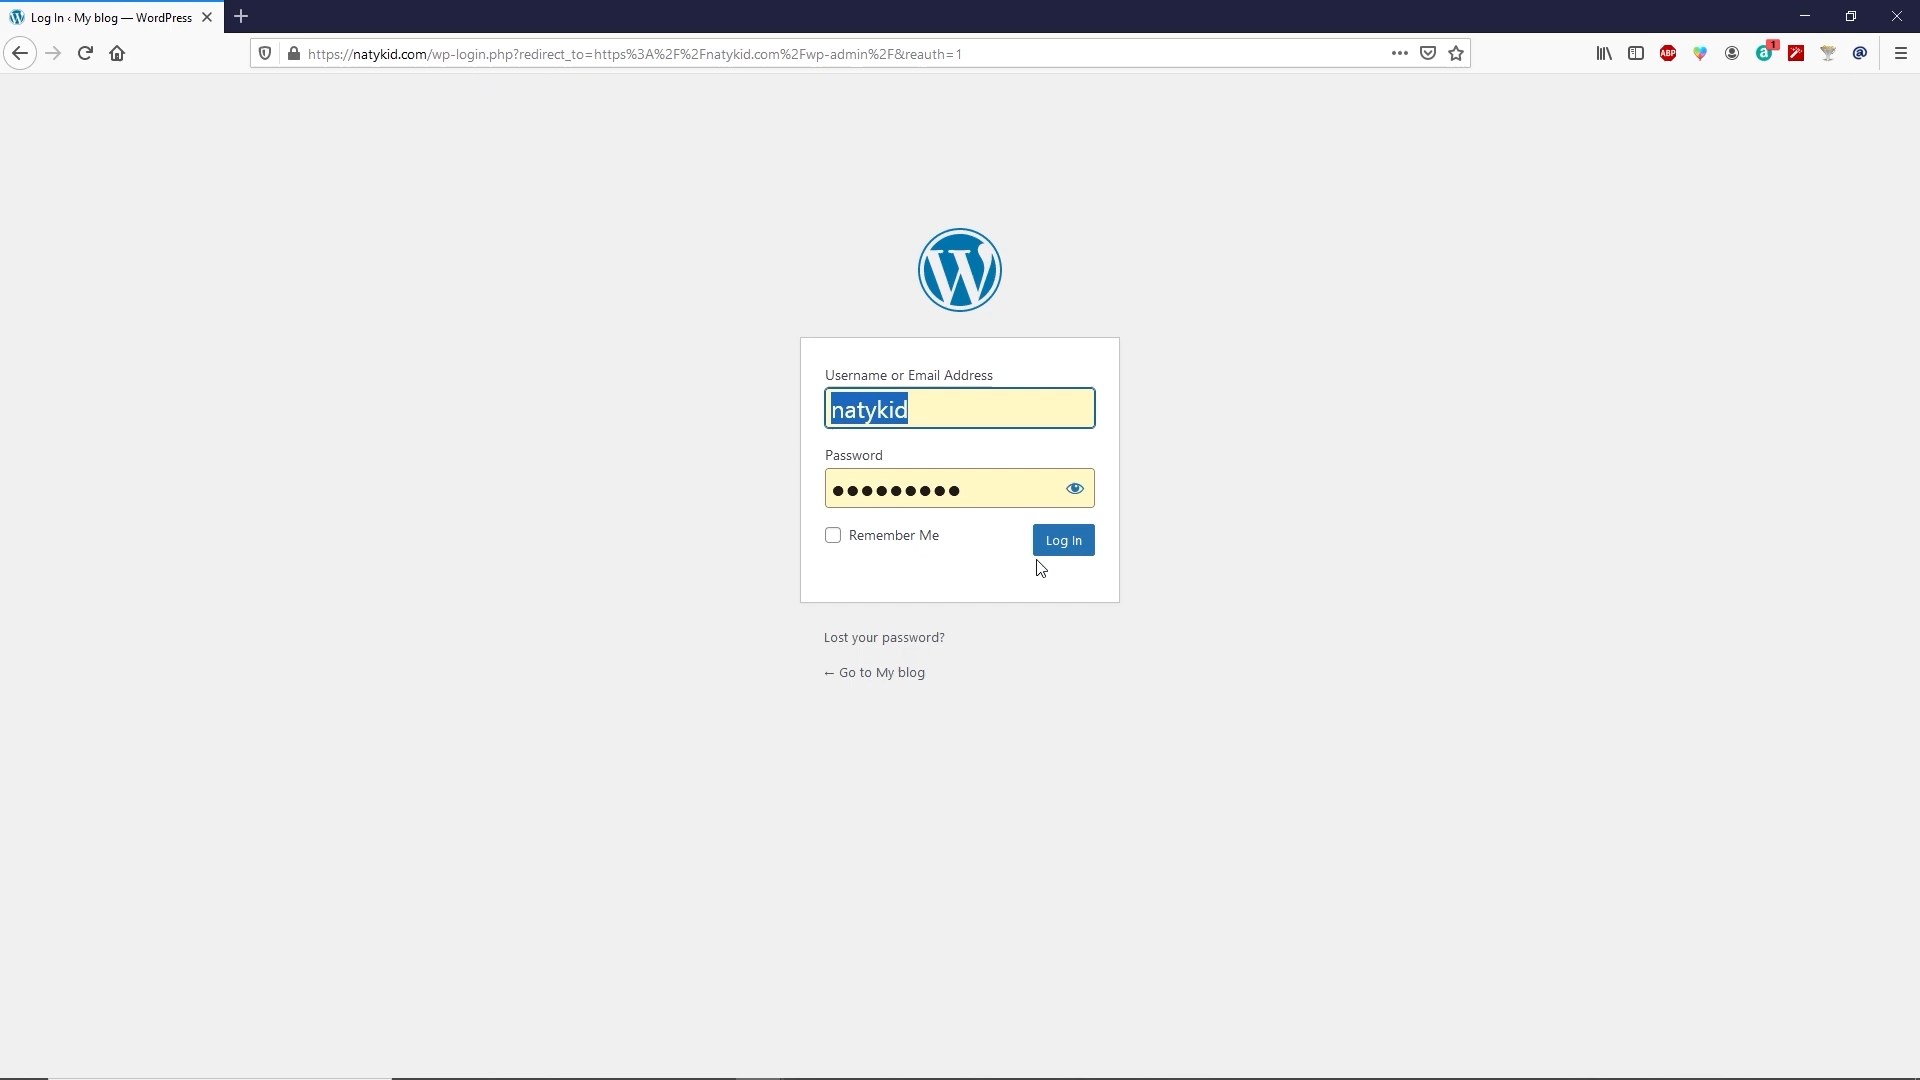 Log In ‹ My blog — WordPress
https://natykid.com/wp-login.php?redirect_to=https%3A%2F%2Fnatykid.com%2Fwp-admin%2F&reauth=1
ABP
a
1
@
W
Username or Email Address
natykid
Password
Remember Me
Log In
Lost your password?
← Go to My blog